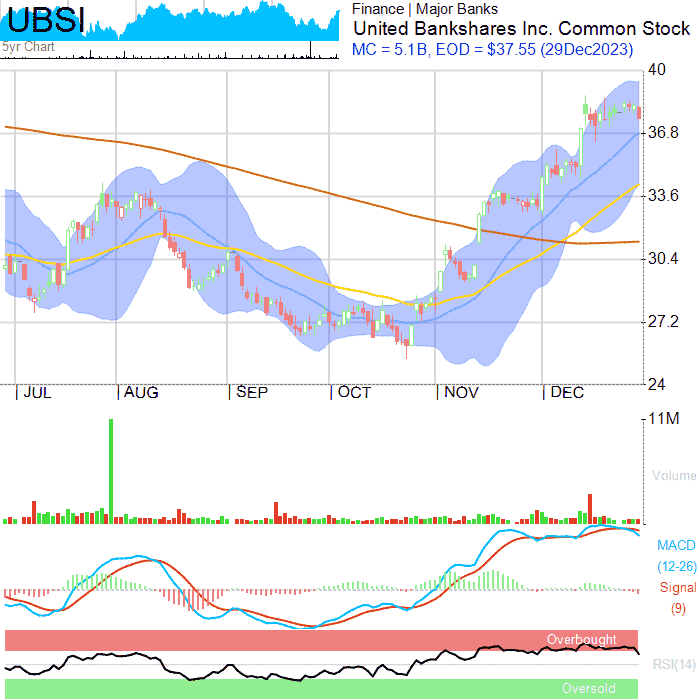 UBSI
5yr Chart
Finance | Major Banks
United Bankshares Inc. Common Stock
MC = 5.1B, EOD = $37.55 (29Dec2023)
40
36.8
33.6
30.4
27.2
24
| JUL | AUG | SEP | OCT | NOV | DEC
11M
Volume
MACD
(12-26)
Signal
(9)
Overbought
RSI(14)
Oversold